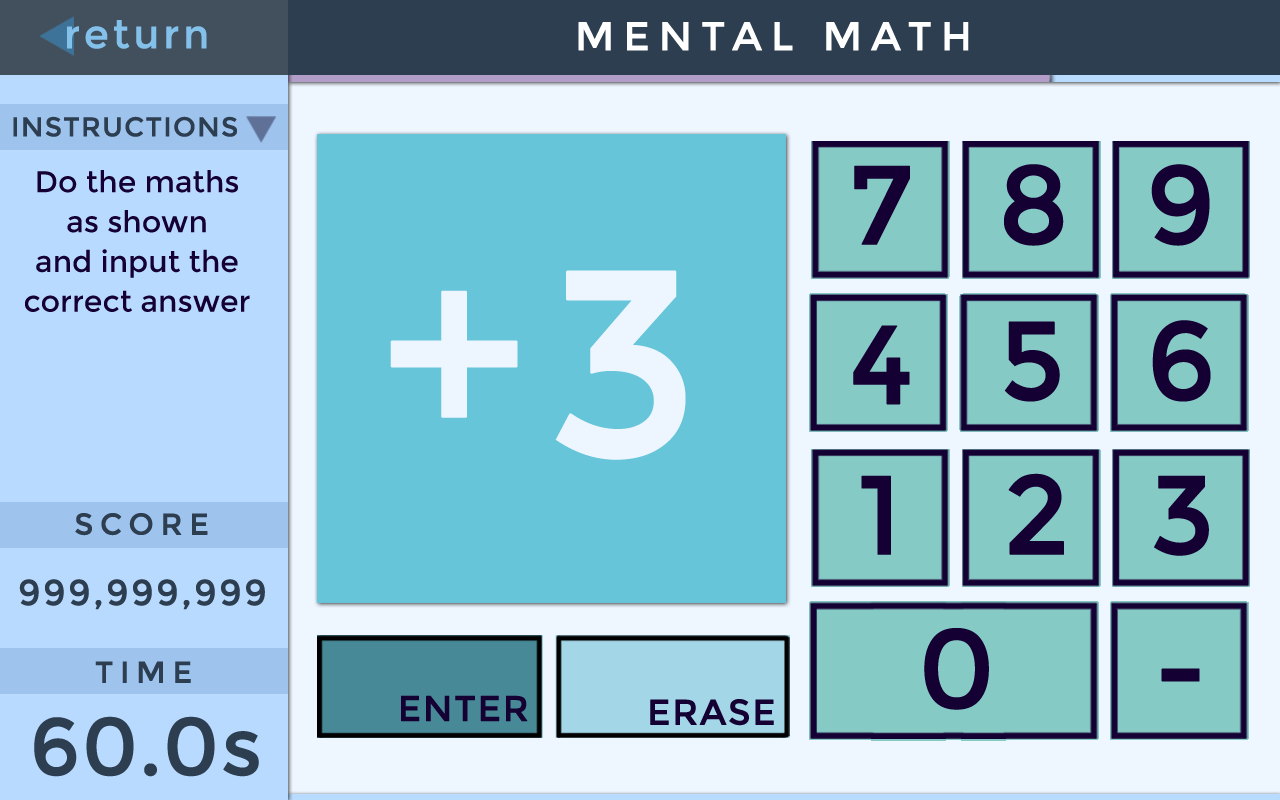 return
MENTAL MATH
INSTRUCTIONS
Do the maths
as shown
and input the
correct answer
SCORE
999,999,999
TIME
60.0s
+3
ENTER
ERASE
7 8 9
4 5 6
1 2 3
0 -